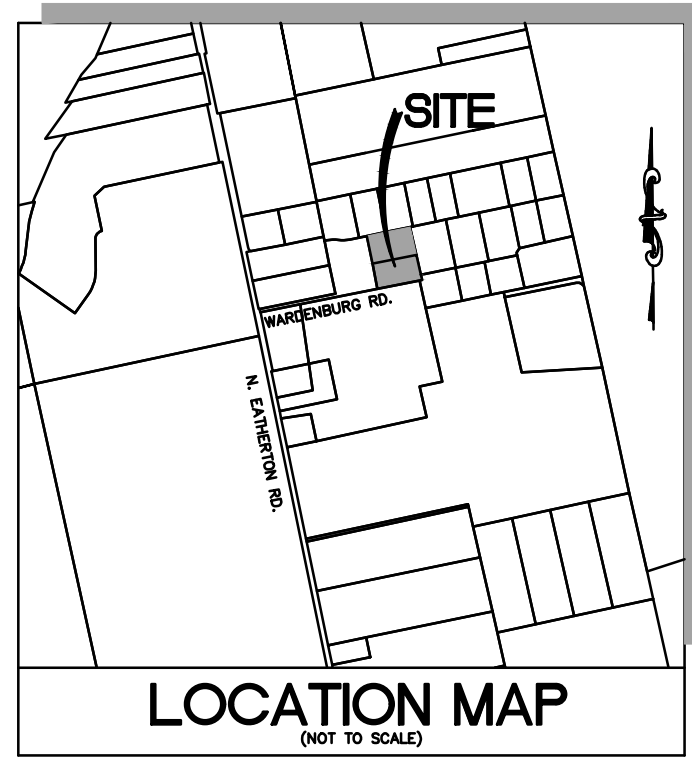 SITE
WARDENBURG RD.
N. EATHERTON RD.
LOCATION MAP
(NOT TO SCALE)